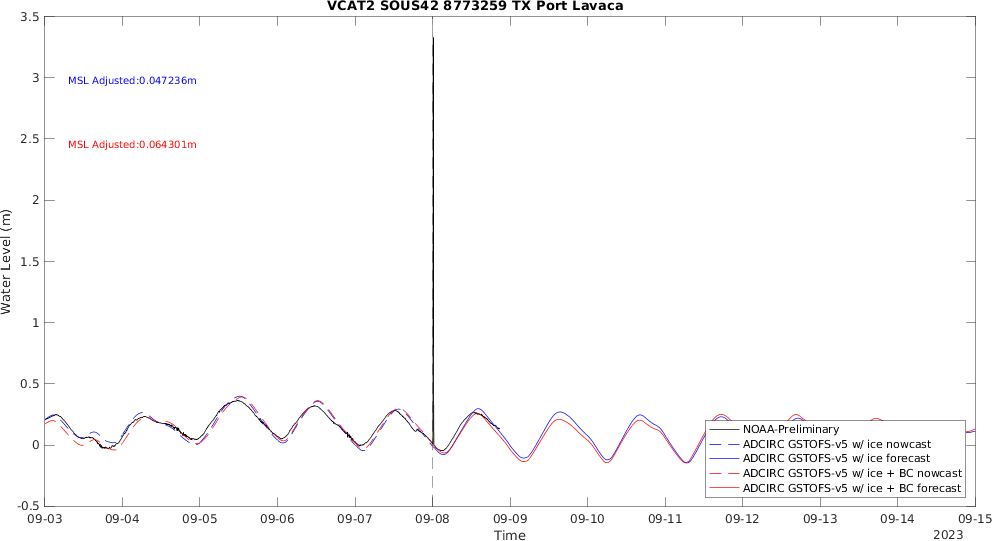 VCAT2 SOUS42 8773259 TX Port Lavaca
3.5
3
2.5
2
1.5
1
0.5
0
-0.5
Water Level (m)
MSL Adjusted:0.047236m
MSL Adjusted:0.064301m
NOAA-Preliminary
ADCIRC GSTOFS-v5 w/ ice nowcast
ADCIRC GSTOFS-v5 w/ ice forecast
ADCIRC GSTOFS-v5 w/ ice + BC nowcast
ADCIRC GSTOFS-v5 w/ ice + BC forecast
09-03 09-04 09-05 09-06 09-07 09-08 09-09 09-10 09-11 09-12 09-13 09-14 09-15
Time
2023